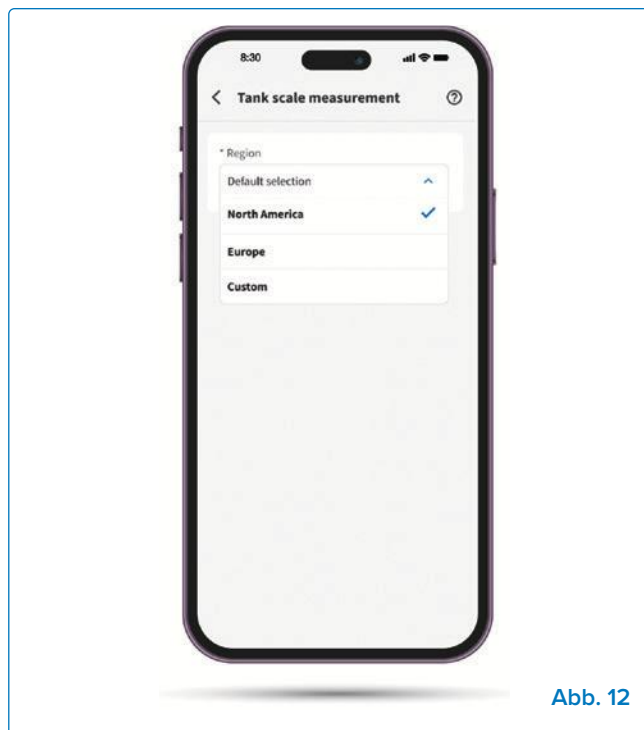 8:30
Tank scale measurement
* Region
Default selection
North America
Europe
Custom
Abb. 12